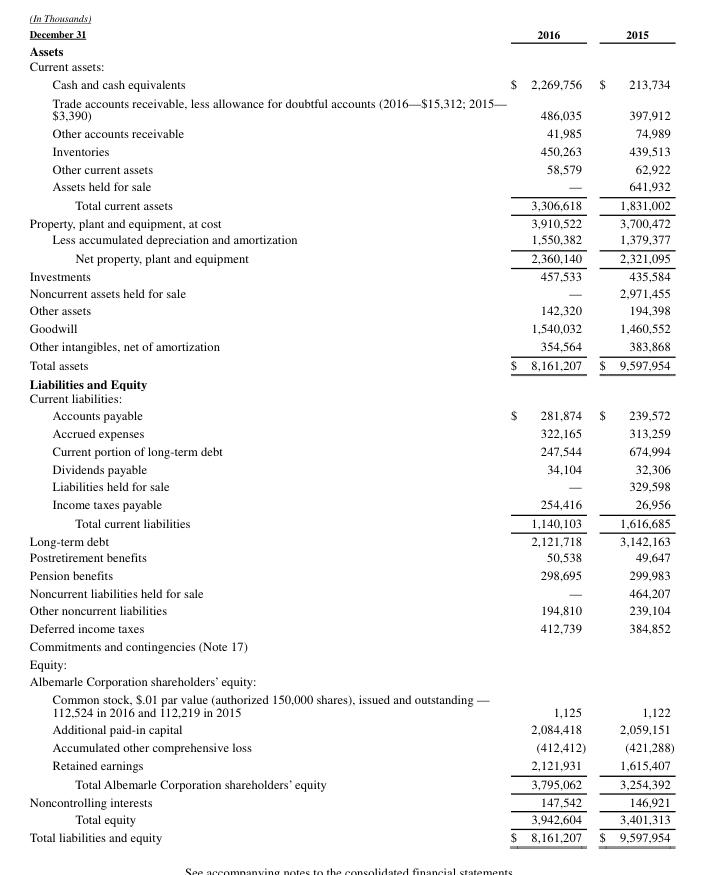 (In Thousands)
December 31 2016 2015
Assets
Current assets:
Cash and cash equivalents $ 2,269,756 $ 213,734
Trade accounts receivable, less allowance for doubtful accounts (2016—$15,312; 2015—
$3,390) 486,035 397,912
Other accounts receivable 41,985 74,989
Inventories 450,263 439,513
Other current assets 58,579 62,922
Assets held for sale — 641,932
Total current assets 3,306,618 1,831,002
Property, plant and equipment, at cost 3,910,522 3,700,472
Less accumulated depreciation and amortization 1,550,382 1,379,377
Net property, plant and equipment 2,360,140 2,321,095
Investments 457,533 435,584
Noncurrent assets held for sale — 2,971,455
Other assets 142,320 194,398
Goodwill 1,540,032 1,460,552
Other intangibles, net of amortization 354,564 383,868
Total assets $ 8,161,207 $ 9,597,954
Liabilities and Equity
Current liabilities:
Accounts payable $ 281,874 $ 239,572
Accrued expenses 322,165 313,259
Current portion of long-term debt 247,544 674,994
Dividends payable 34,104 32,306
Liabilities held for sale — 329,598
Income taxes payable 254,416 26,956
Total current liabilities 1,140,103 1,616,685
Long-term debt 2,121,718 3,142,163
Postretirement benefits 50,538 49,647
Pension benefits 298,695 299,983
Noncurrent liabilities held for sale — 464,207
Other noncurrent liabilities 194,810 239,104
Deferred income taxes 412,739 384,852
Commitments and contingencies (Note 17)
Equity:
Albemarle Corporation shareholders' equity:
Common stock, $.01 par value (authorized 150,000 shares), issued and outstanding —
112,524 in 2016 and 112,219 in 2015 1,125 1,122
Additional paid-in capital 2,084,418 2,059,151
Accumulated other comprehensive loss (412,412) (421,288)
Retained earnings 2,121,931 1,615,407
Total Albemarle Corporation shareholders' equity 3,795,062 3,254,392
Noncontrolling interests 147,542 146,921
Total equity 3,942,604 3,401,313
Total liabilities and equity $ 8,161,207 $ 9,597,954
See accompanying notes to the consolidated financial statements